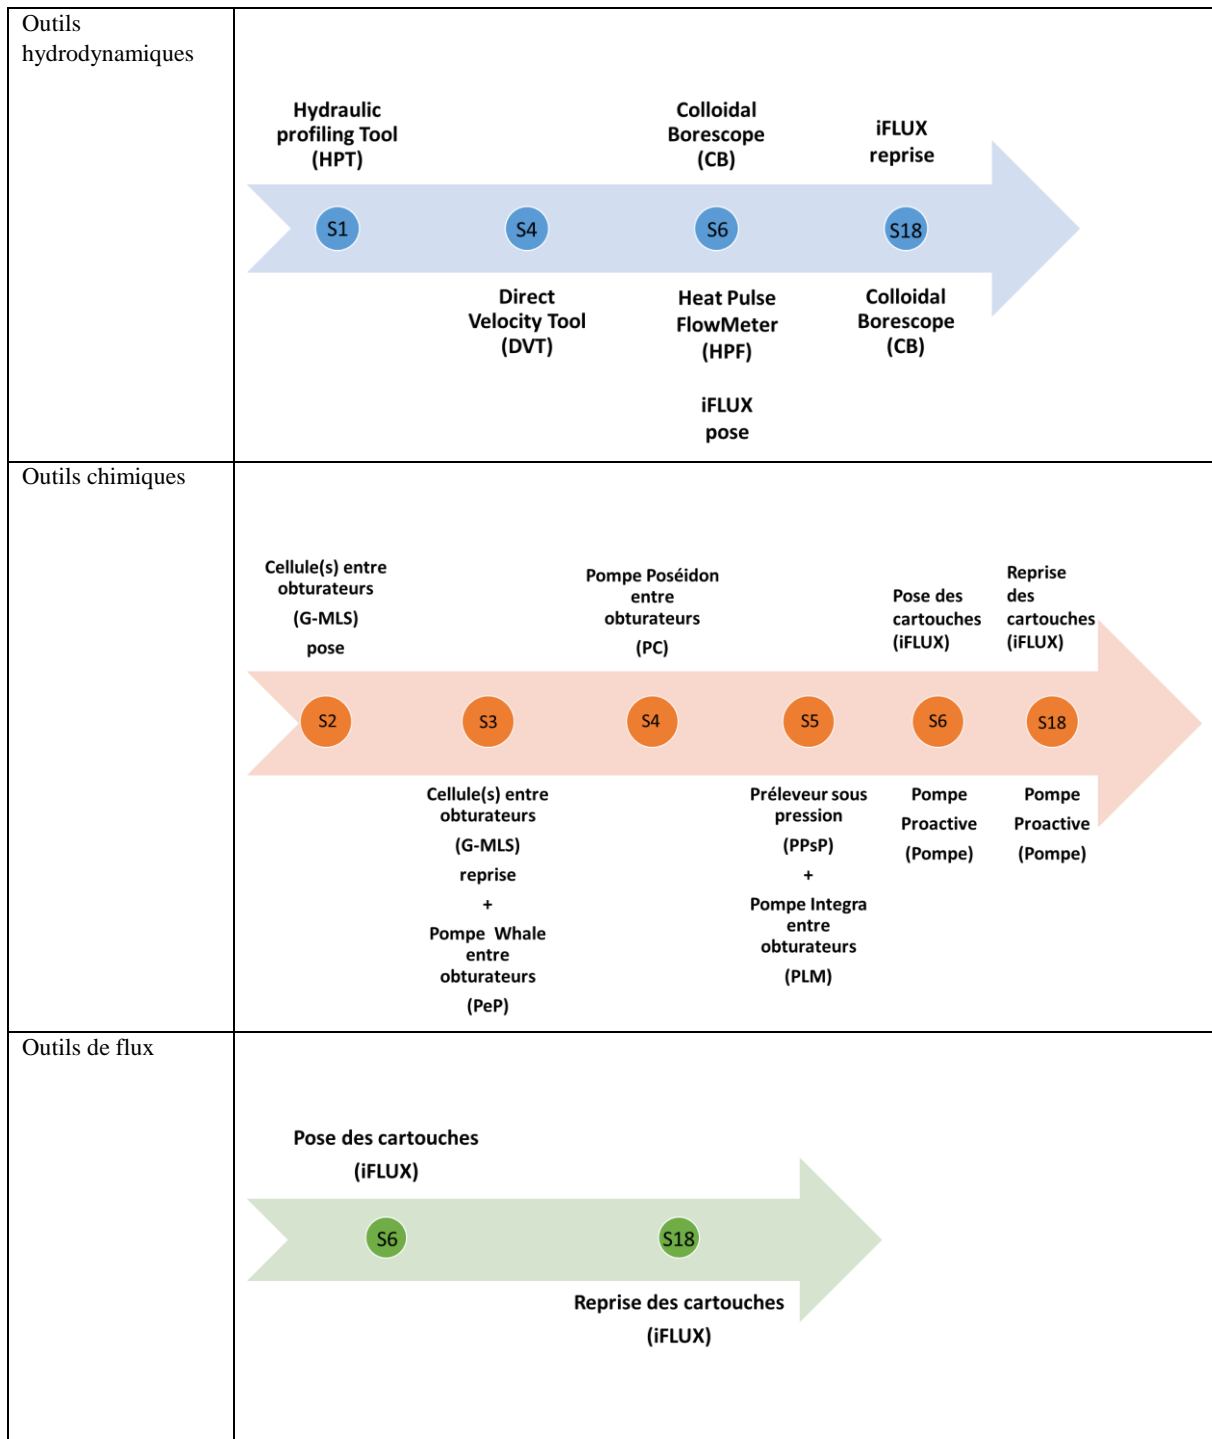 Outils
hydrodynamiques
Hydraulic
profiling Tool
(HPT)
Colloidal
Borescope
(CB)
iFLUX
reprise
S1
S4
S6
S18
Direct
Velocity Tool
(DVT)
Heat Pulse
FlowMeter
(HPF)
iFLUX
pose
Colloidal
Borescope
(CB)
Outils chimiques
Cellule(s) entre
obturateurs
(G-MLS)
pose
Pompe Poséidon
entre
obturateurs
(PC)
Pose des
cartouches
(iFLUX)
Reprise
des
cartouches
(iFLUX)
S2
S3
S4
S5
S6
S18
Cellule(s) entre
obturateurs
(G-MLS)
reprise
+
Pompe Whale
entre
obturateurs
(PeP)
Préleveur sous
pression
(PPsP)
+
Pompe Integra
entre
obturateurs
(PLM)
Pompe
Proactive
(Pompe)
Pompe
Proactive
(Pompe)
Outils de flux
Pose des cartouches
(iFLUX)
S6
S18
Reprise des cartouches
(iFLUX)